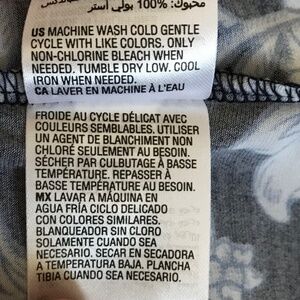 محبوك: 100% بولي أستر
US MACHINE WASH COLD GENTLE
CYCLE WITH LIKE COLORS. ONLY
NON-CHLORINE BLEACH WHEN
NEEDED. TUMBLE DRY LOW. COOL
IRON WHEN NEEDED.
CA LAVER EN MACHINE À L'EAU
FROIDE AU CYCLE DÉLICAT AVEC
COULEURS SEMBLABLES. UTILISER
UN AGENT DE BLANCHIMENT NON
CHLORÉ SEULEMENT AU BESOIN.
SÉCHER PAR CULBUTAGE À BASSE
TEMPÉRATURE. REPASSER À
BASSE TEMPÉRATURE AU BESOIN.
MX LAVAR A MÁQUINA EN
AGUA FRÍA CICLO DELICADO
CON COLORES SIMILARES.
BLANQUEADOR SIN CLORO
SOLAMENTE CUANDO SEA
NECESARIO. SECAR EN SECADORA
A TEMPERATURA BAJA. PLANCHA
TIBIA CUANDO SEA NECESARIO.